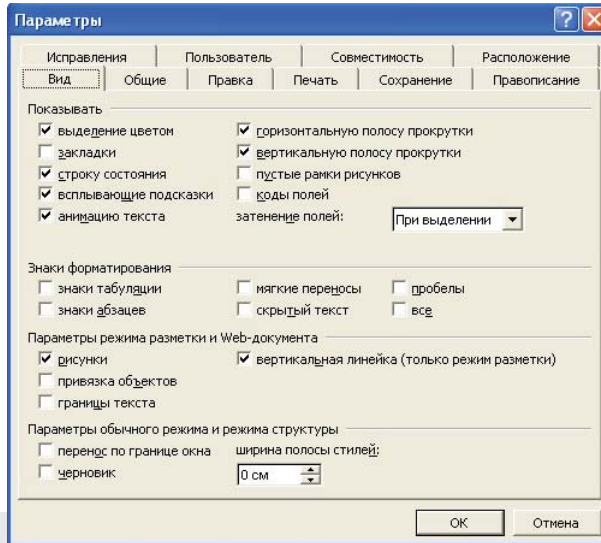 Параметры
Исправления Пользователь Совместимость Расположение
Вид Общие Правка Печать Сохранение Правописание
Показывать
выделение цветом горизонтальную полосу прокрутки
закладки вертикальную полосу прокрутки
строку состояния пустые рамки рисунков
всплывающие подсказки коды полей
анимацию текста затенение полей: При выделении
Знаки форматирования
знаки табуляции мягкие переносы пробелы
знаки абзацев скрытый текст все
Параметры режима разметки и Web-документа
рисунки вертикальная линейка (только режим разметки)
привязка объектов
границы текста
Параметры обычного режима и режима структуры
перенос по границе окна ширина полосы стилей:
черновик 0 см
ОК Отмена